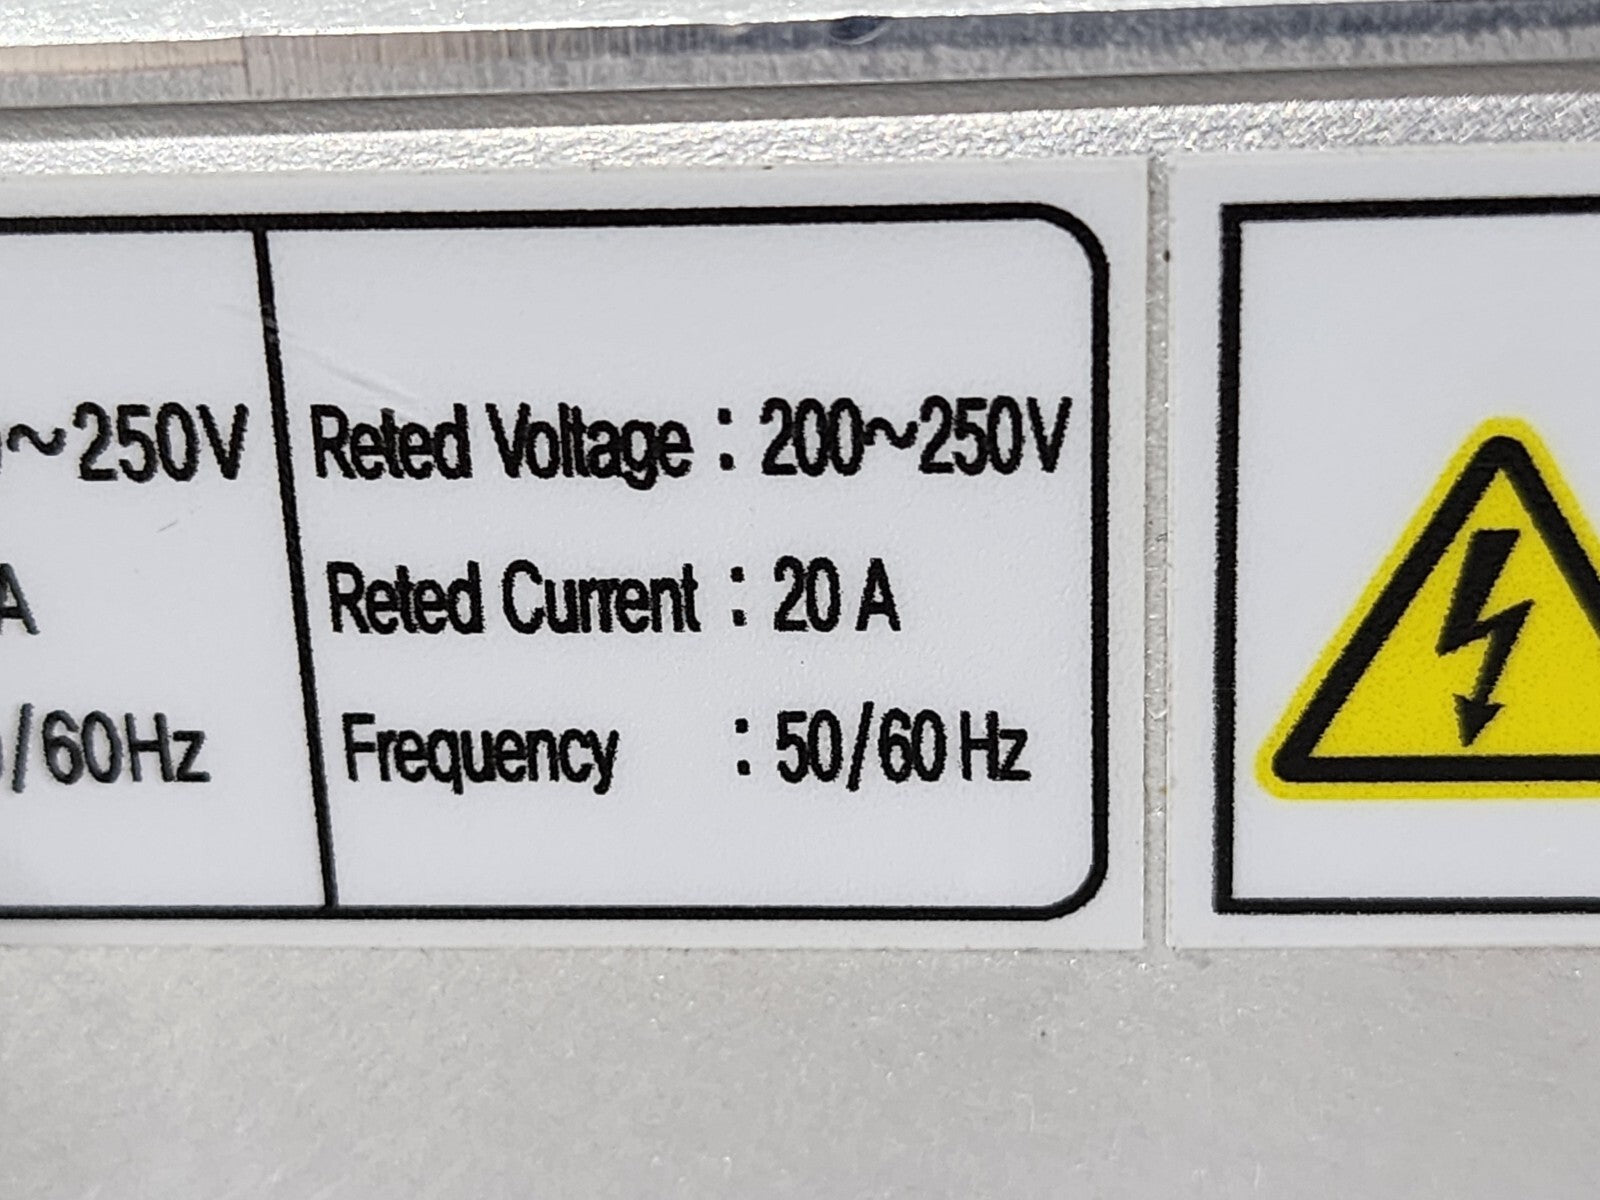 ~250V
A
/60Hz
Reted Voltage : 200~250V
Reted Current : 20 A
Frequency : 50/60 Hz